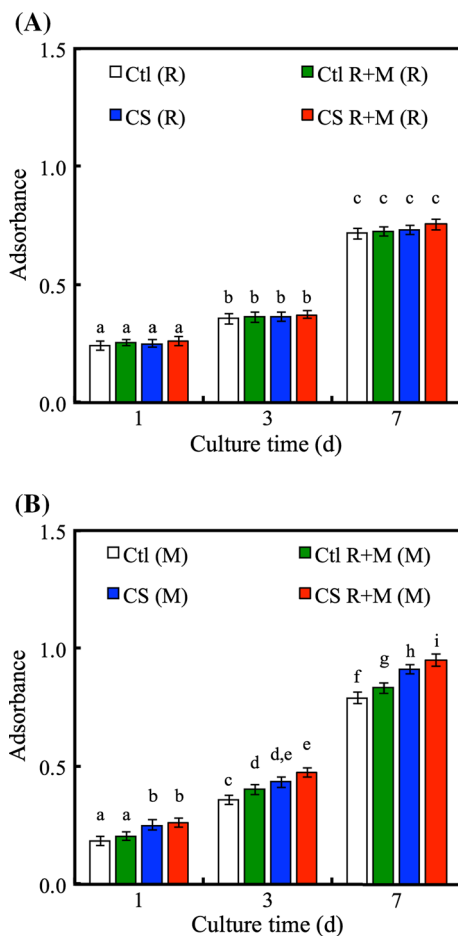 (A)
1.5
Ctl (R) Ctl R+M (R)
CS (R) CS R+M (R)
1.0
c c c c
Adsorbance
0.5
b b b b
a a a a
0.0
1 3 7
Culture time (d)
(B)
1.5
Ctl (M) Ctl R+M (M)
CS (M) CS R+M (M)
1.0
f g h i
Adsorbance
0.5
c d d,e e
a a b b
0.0
1 3 7
Culture time (d)